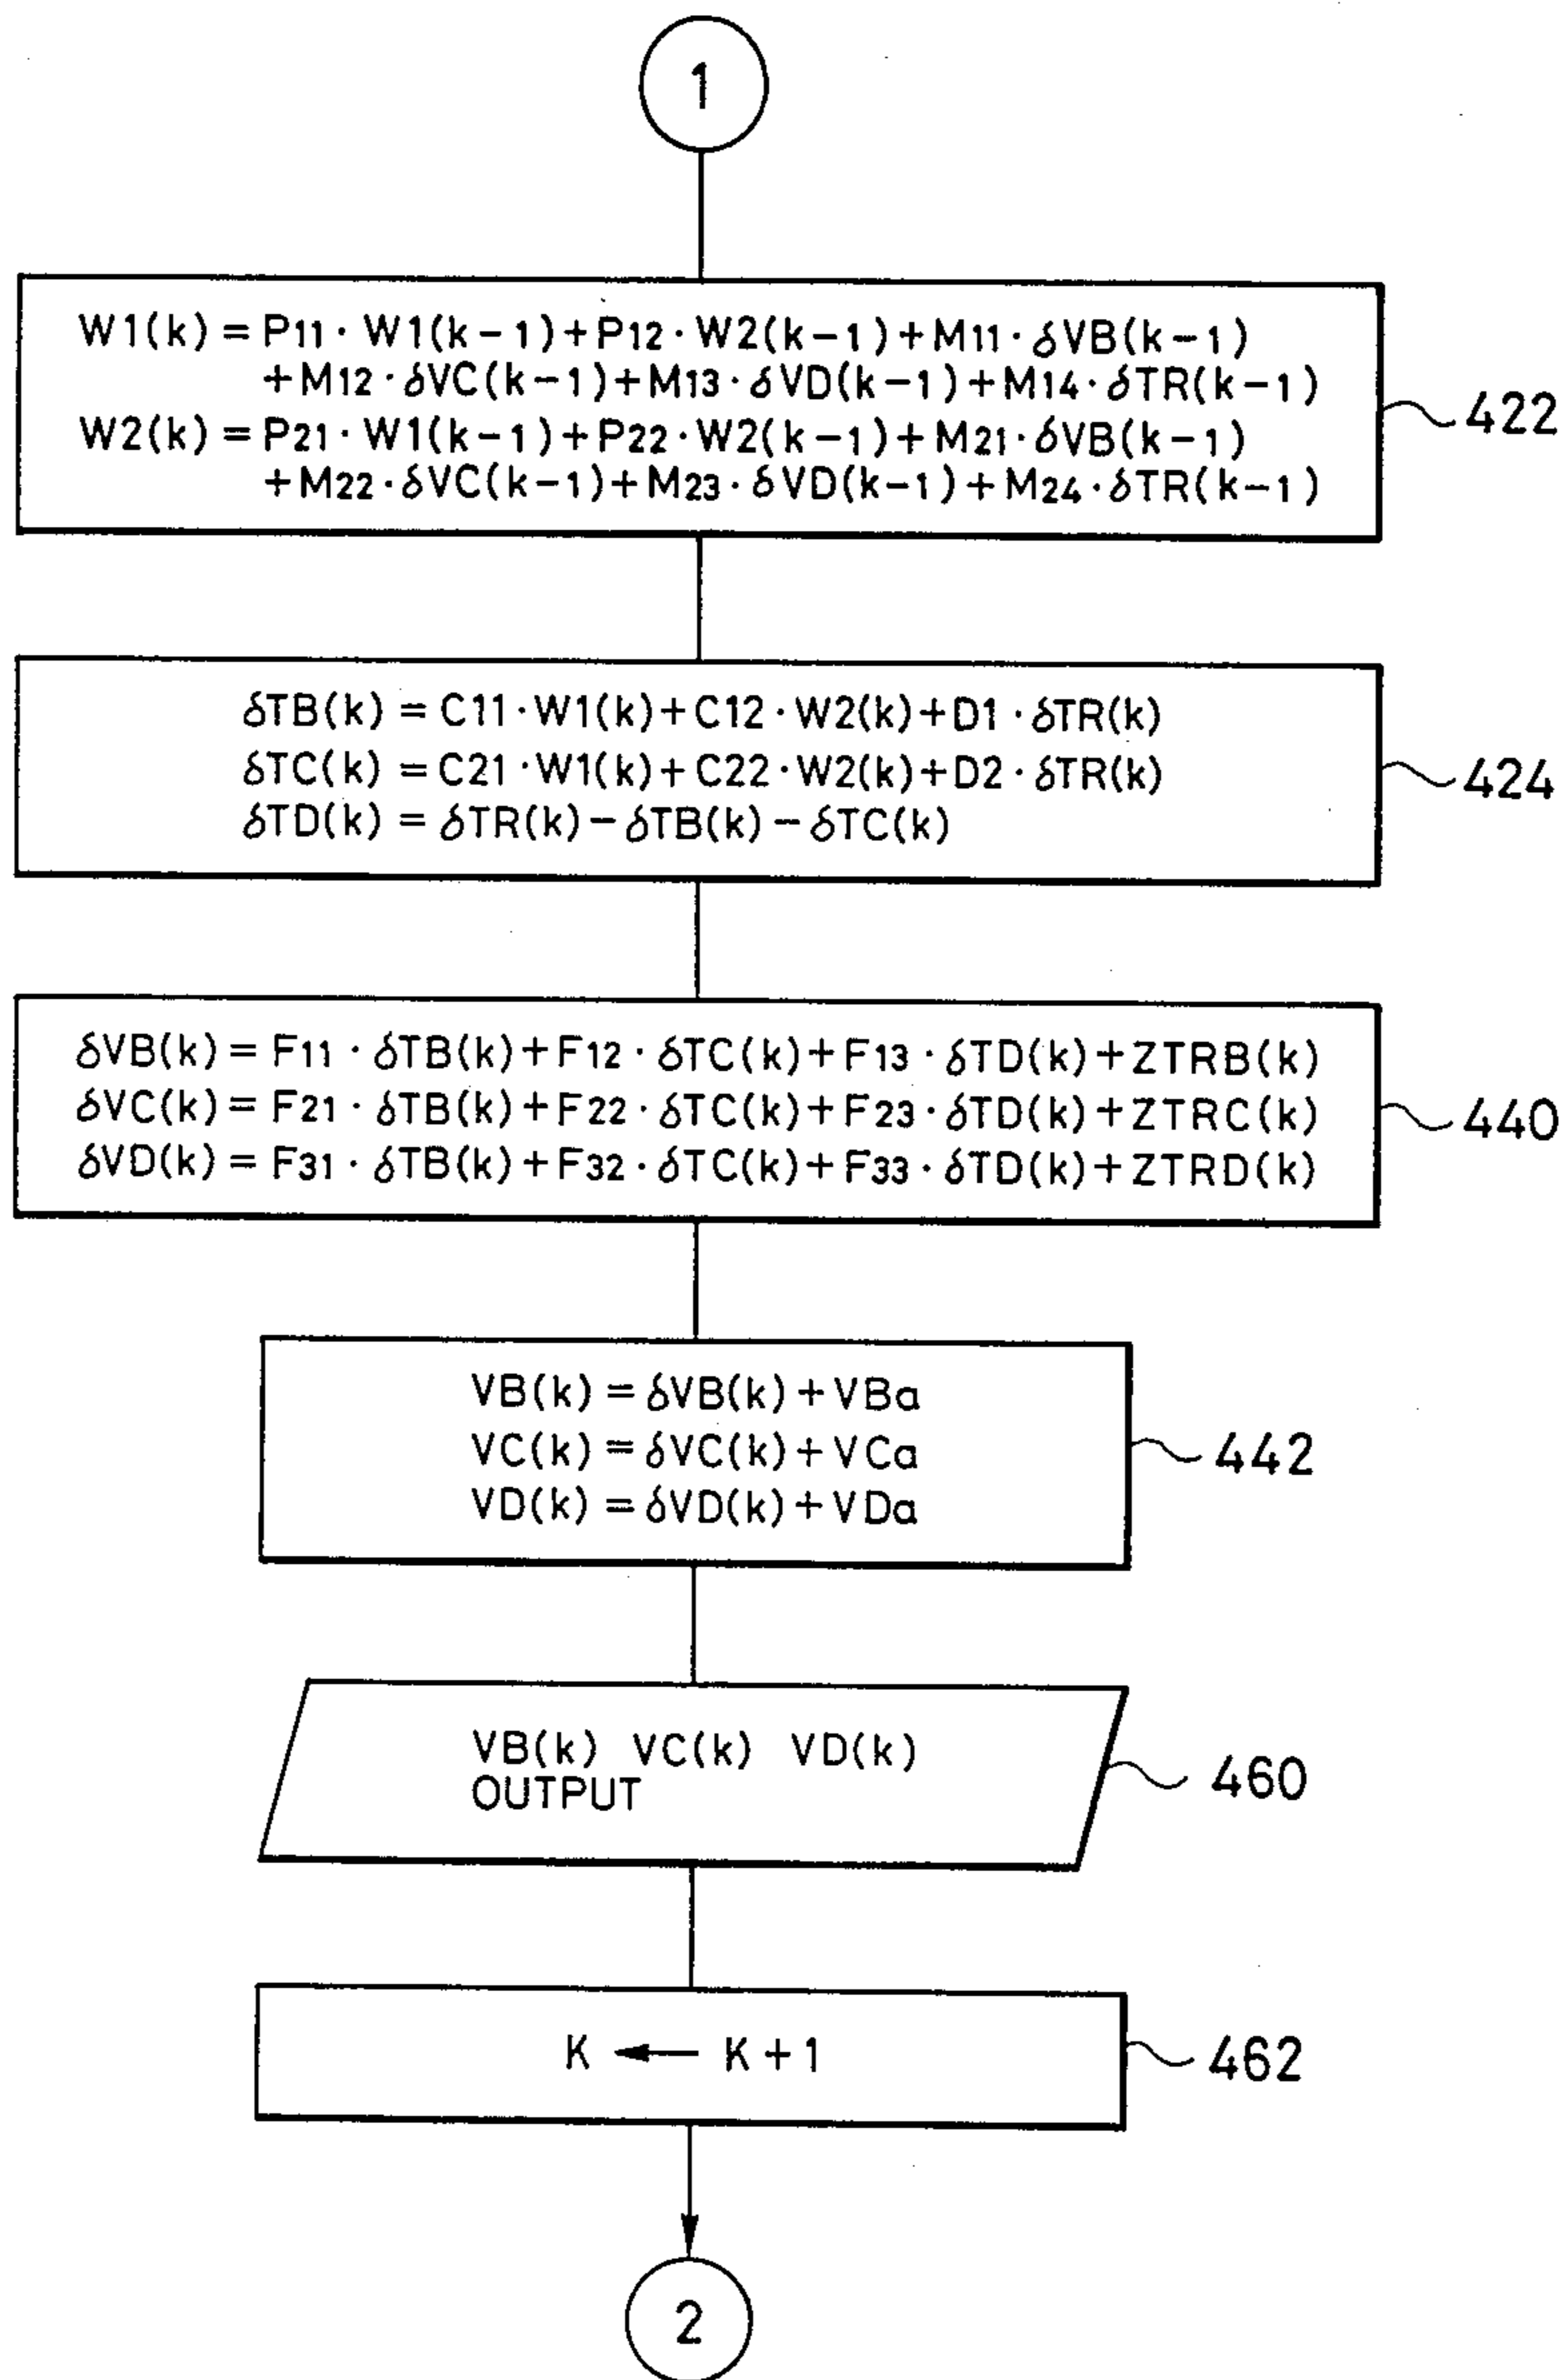 1
W1(k) = P11 · W1(k-1) + P12 · W2(k-1) + M11 · δVB(k-1)
+ M12 · δVC(k-1) + M13 · δVD(k-1) + M14 · δTR(k-1)
W2(k) = P21 · W1(k-1) + P22 · W2(k-1) + M21 · δVB(k-1)
+ M22 · δVC(k-1) + M23 · δVD(k-1) + M24 · δTR(k-1)
422
δTB(k) = C11 · W1(k) + C12 · W2(k) + D1 · δTR(k)
δTC(k) = C21 · W1(k) + C22 · W2(k) + D2 · δTR(k)
δTD(k) = δTR(k) - δTB(k) - δTC(k)
424
δVB(k) = F11 · δTB(k) + F12 · δTC(k) + F13 · δTD(k) + ZTRB(k)
δVC(k) = F21 · δTB(k) + F22 · δTC(k) + F23 · δTD(k) + ZTRC(k)
δVD(k) = F31 · δTB(k) + F32 · δTC(k) + F33 · δTD(k) + ZTRD(k)
440
VB(k) = δVB(k) + VBa
VC(k) = δVC(k) + VCa
VD(k) = δVD(k) + VDa
442
VB(k) VC(k) VD(k)
OUTPUT
460
K ← K + 1
462
2